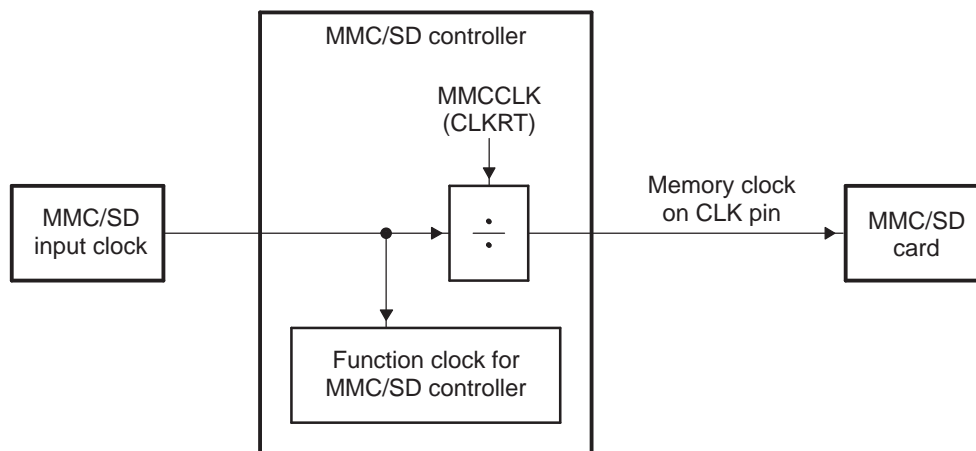 MMC/SD controller
MMCCLK
(CLKRT)
MMC/SD
input clock
Memory clock
on CLK pin
MMC/SD
card
Function clock for
MMC/SD controller